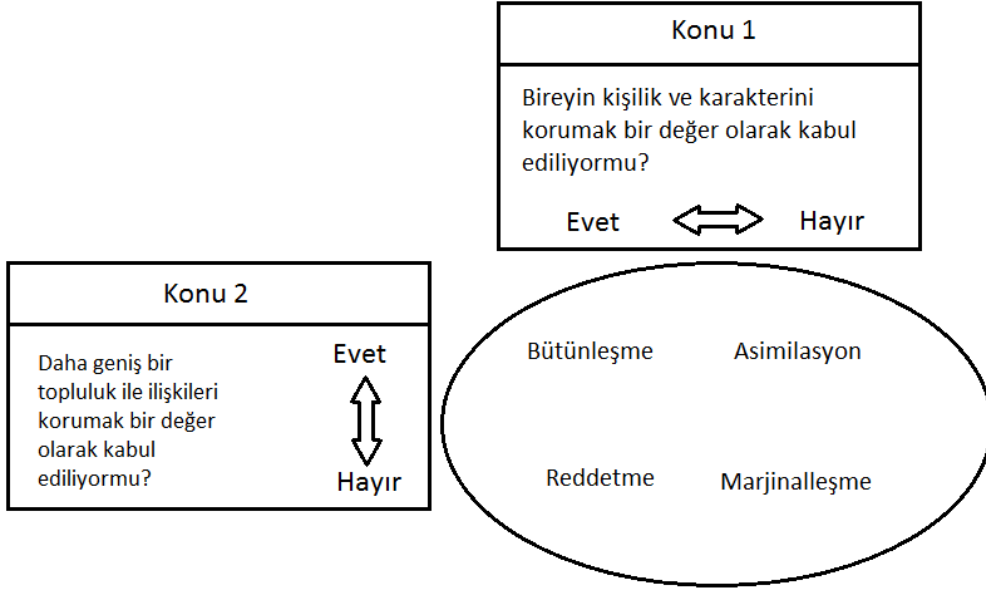 Konu 1
Bireyin kişilik ve karakterini
korumak bir değer olarak kabul
ediliyormu?
Evet Hayır
Konu 2
Daha geniş bir
topluluk ile ilişkileri
korumak bir değer
olarak kabul
ediliyormu?
Evet
Hayır
Bütünleşme Asimilasyon
Reddetme Marjinalleşme